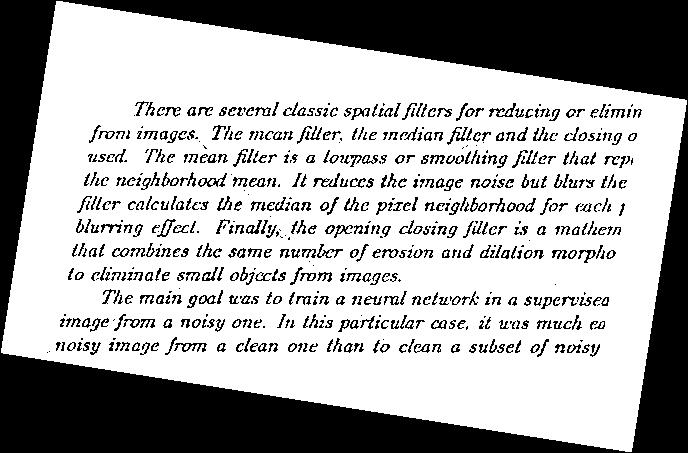 There are several classic spatial filters for reducing or elimin
from images. The mean filter, the median filter and the closing o
used. The mean filter is a lowpass or smoothing filter that rep
the neighborhood mean. It reduces the image noise but blurs the
filter calculates the median of the pixel neighborhood for each
blurring effect. Finally, the opening closing filter is a mathem
that combines the same number of erosion and dilation morpho
to eliminate small objects from images.
The main goal was to train a neural network in a supervised
image from a noisy one. In this particular case, it was much ea
noisy image from a clean one than to clean a subset of noisy